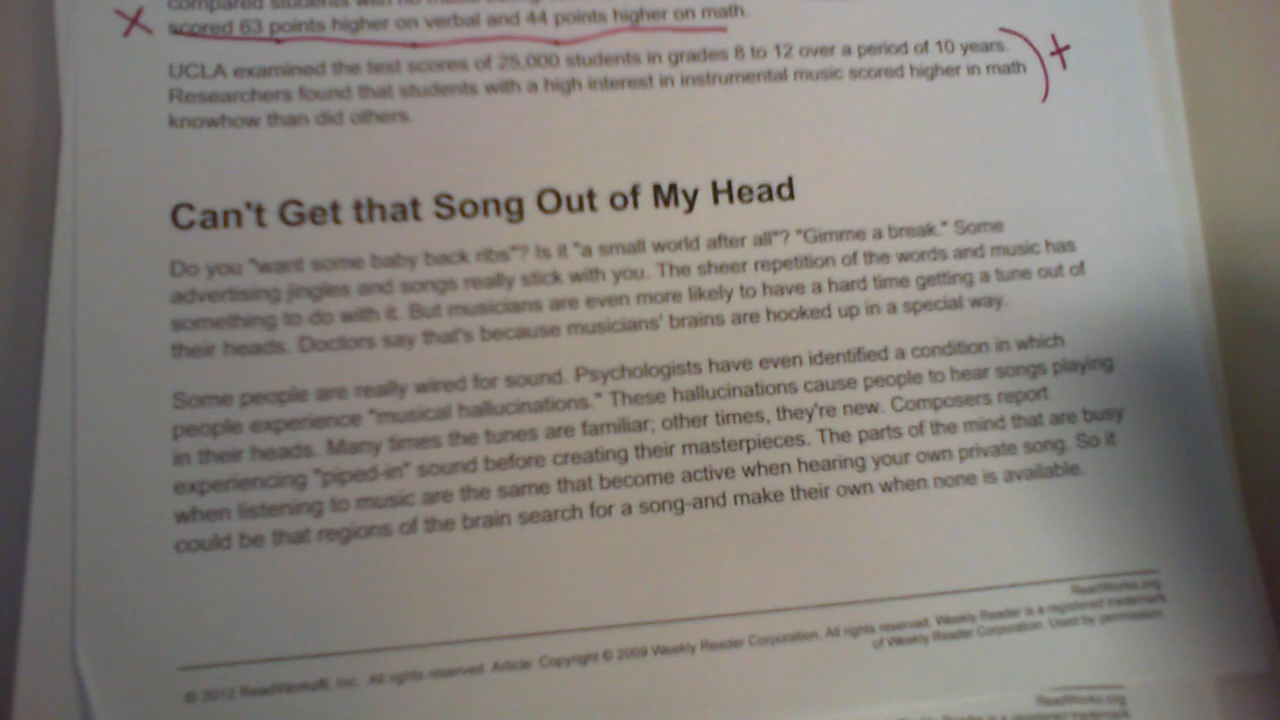 compared students with no music
scored 63 points higher on verbal and 44 points higher on math.
UCLA examined the test scores of 25,000 students in grades 8 to 12 over a period of 10 years.
Researchers found that students with a high interest in instrumental music scored higher in math
knowhow than did others.
Can't Get that Song Out of My Head
Do you "want some baby back ribs"? Is it "a small world after all"? "Gimme a break." Some
advertising jingles and songs really stick with you. The sheer repetition of the words and music has
something to do with it. But musicians are even more likely to have a hard time getting a tune out of
their heads. Doctors say that's because musicians' brains are hooked up in a special way.
Some people are really wired for sound. Psychologists have even identified a condition in which
people experience "musical hallucinations." These hallucinations cause people to hear songs playing
in their heads. Many times the tunes are familiar; other times, they're new. Composers report
experiencing "piped-in" sound before creating their masterpieces. The parts of the mind that are busy
when listening to music are the same that become active when hearing your own private song. So it
could be that regions of the brain search for a song-and make their own when none is available.
ReadWorks.org
© 2012 ReadWorks®, Inc. All rights reserved. Article: Copyright © 2009 Weekly Reader Corporation. All rights reserved. Weekly Reader is a registered trademark
of Weekly Reader Corporation. Used by permission.
ReadWorks.org
Reader is a registered trademark